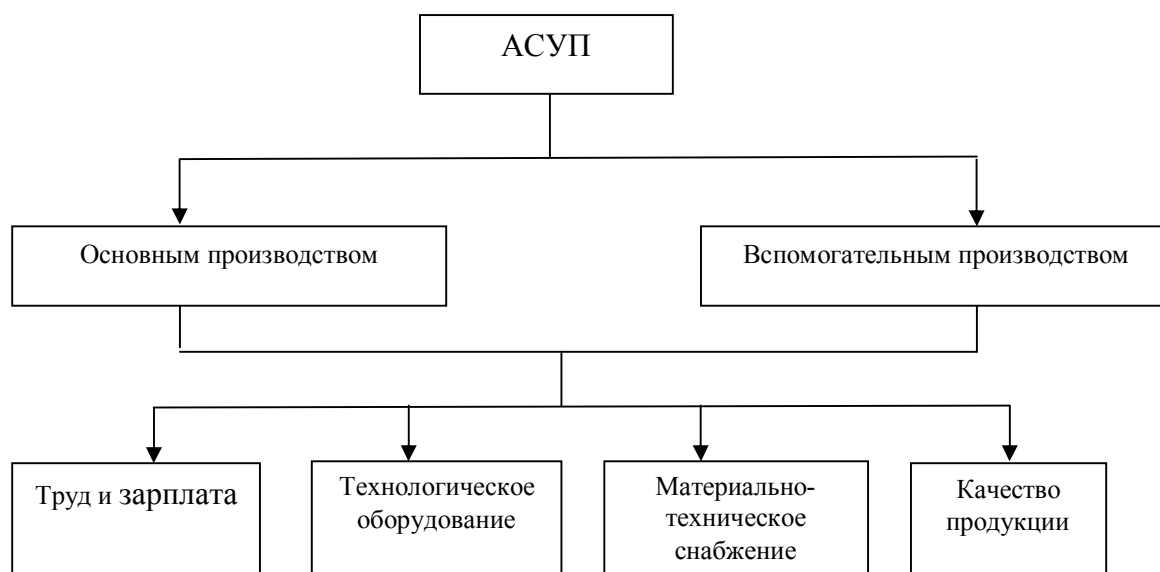 АСУП
Основным производством
Вспомогательным производством
Труд и зарплата
Технологическое
оборудование
Материально-
техническое
снабжение
Качество
продукции